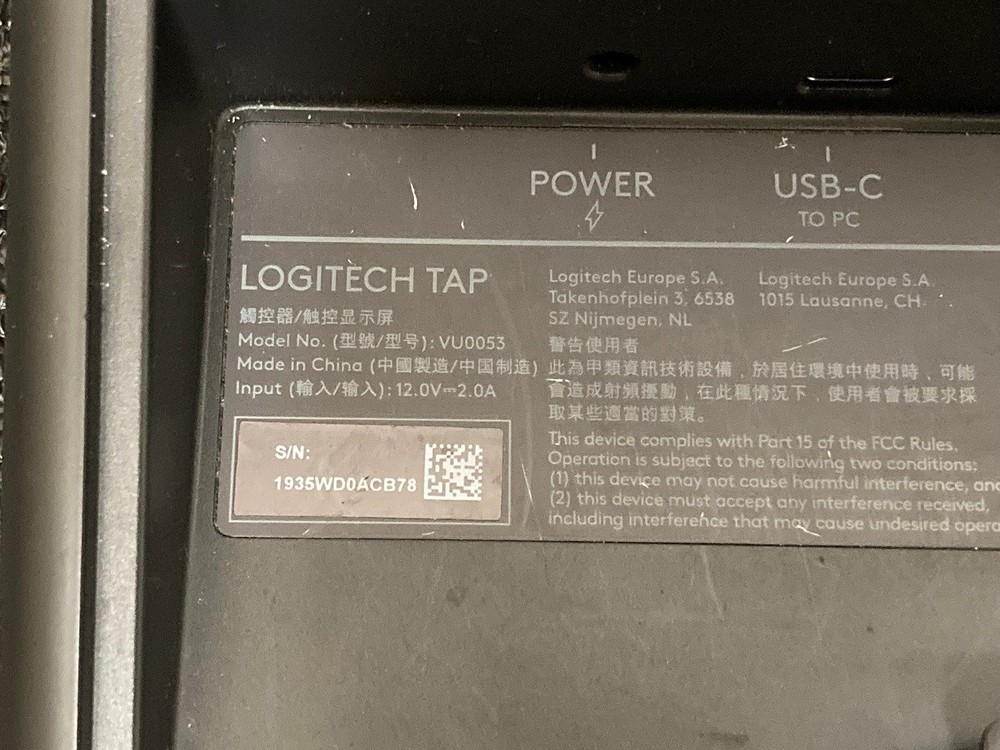 POWER
USB-C
TO PC
LOGITECH TAP
觸控器/触控显示屏
Model No. (型號/型号): VU0053
Made in China (中國製造/中国制造)
Input (輸入/输入): 12.0V⎓2.0A
S/N:
1935WD0ACB78
Logitech Europe S.A.
Takenhofplein 3, 6538
SZ Nijmegen, NL
Logitech Europe S.A.
1015 Lausanne, CH
警告使用者
此為甲類資訊技術設備，於居住環境中使用時，可能
會造成射頻擾動，在此種情況下，使用者會被要求採
取某些適當的對策。
This device complies with Part 15 of the FCC Rules.
Operation is subject to the following two conditions:
(1) this device may not cause harmful interference, and
(2) this device must accept any interference received,
including interference that may cause undesired opera